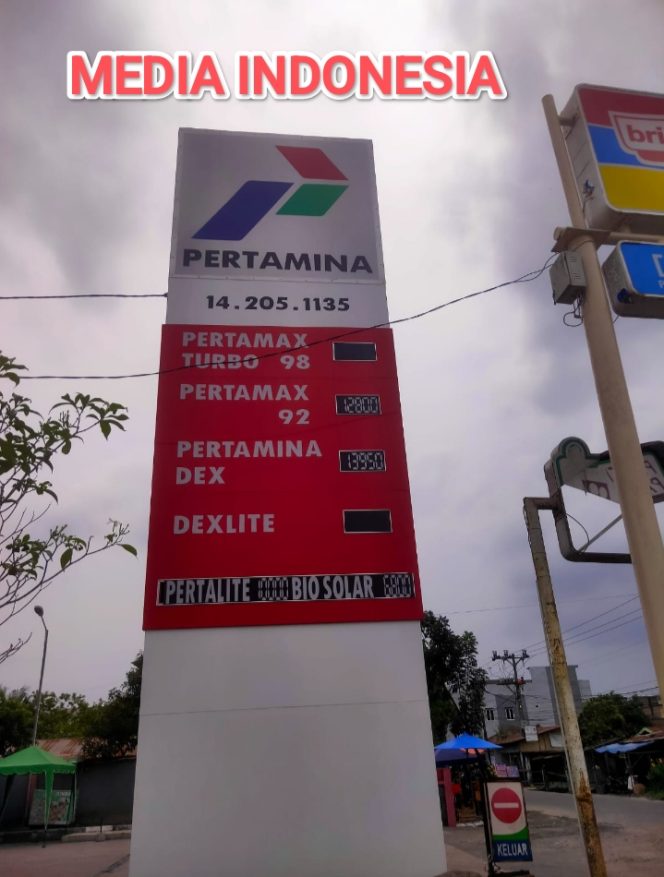 MEDIA INDONESIA
PERTAMINA
14.205.1135
PERTAMAX
TURBO 98
PERTAMAX
92
12800
PERTAMINA
DEX
13950
DEXLITE
PERTALITE BIO SOLAR 6800
KELUAR